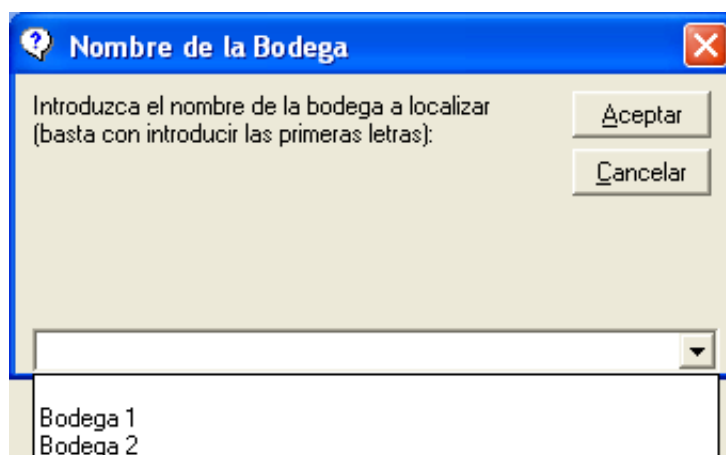 Nombre de la Bodega
Introduzca el nombre de la bodega a localizar
(basta con introducir las primeras letras):
Aceptar
Cancelar
Bodega 1
Bodega 2